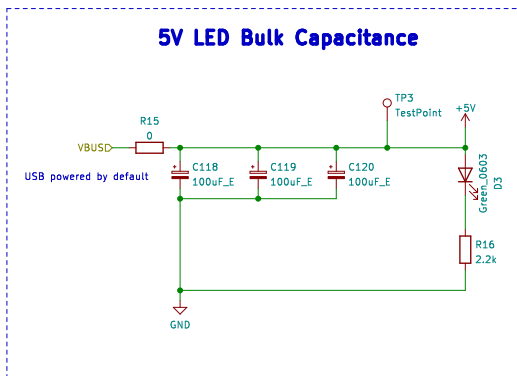 5V LED Bulk Capacitance
TP3
TestPoint
+5V
R15
0
VBUS
USB powered by default
C118
100uF_E
C119
100uF_E
C120
100uF_E
Green_0603
D3
R16
2.2k
GND